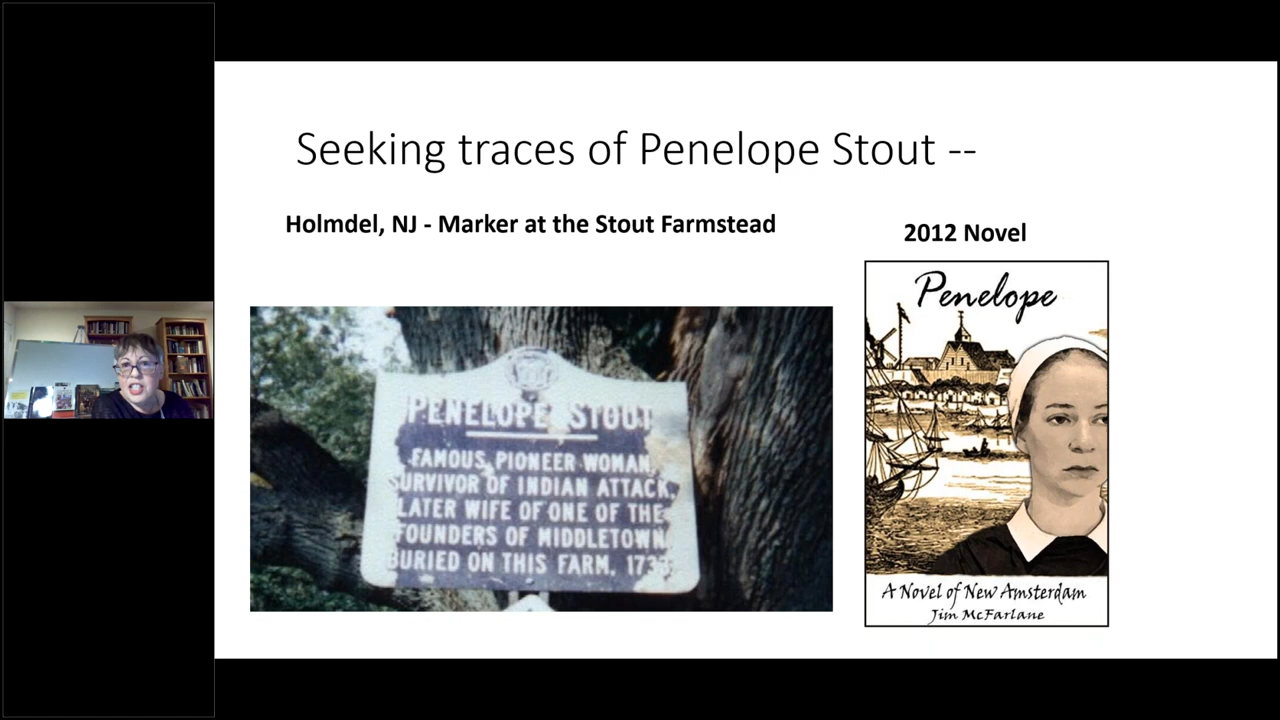 Seeking traces of Penelope Stout --
Holmdel, NJ - Marker at the Stout Farmstead
2012 Novel
PENELOPE STOUT
FAMOUS PIONEER WOMAN,
SURVIVOR OF INDIAN ATTACK,
LATER WIFE OF ONE OF THE
FOUNDERS OF MIDDLETOWN
BURIED ON THIS FARM,
Penelope
A Novel of New Amsterdam
Jim McFarlane